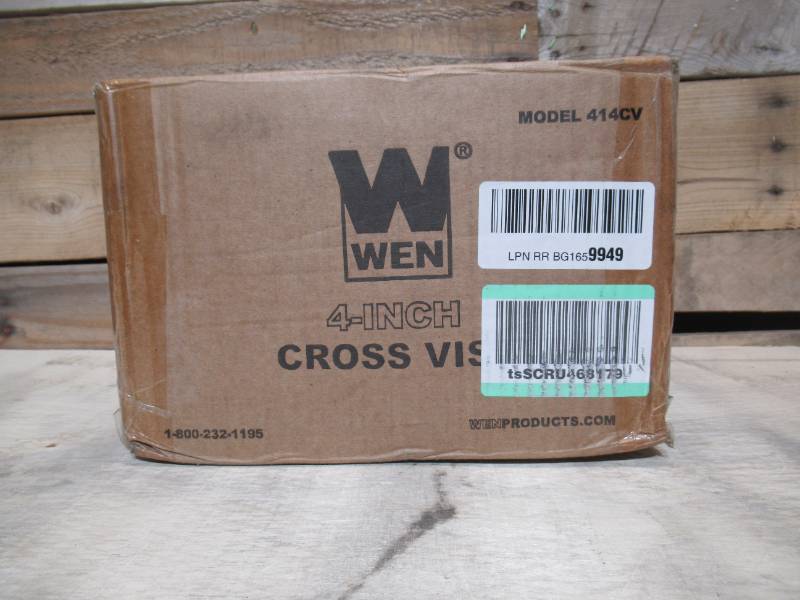 MODEL 414CV
W®
WEN
LPN RR BG1659949
4-INCH
CROSS VIS
tsSCRU468179
1-800-232-1195
WENPRODUCTS.COM